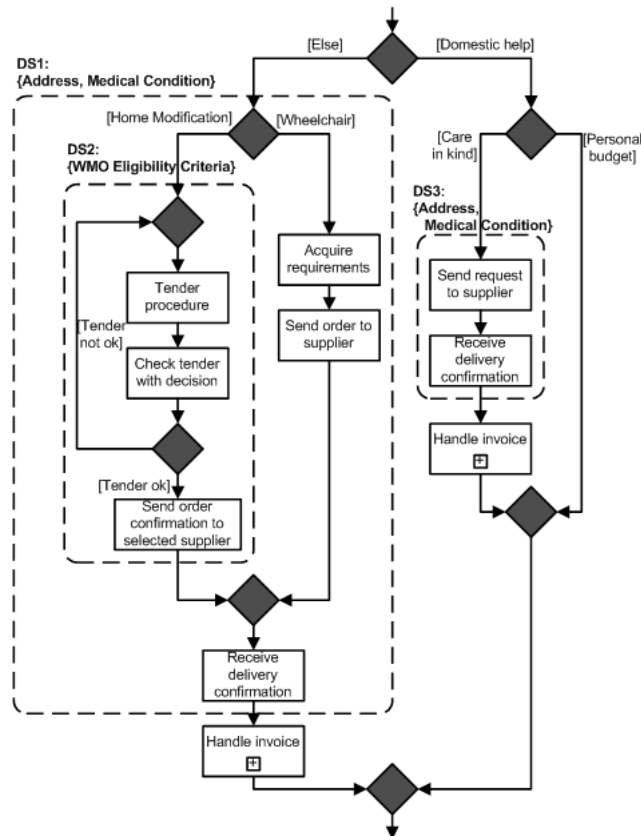 [Else]
[Domestic help]
DS1:
{Address, Medical Condition}
[Home Modification]
[Wheelchair]
[Care
in kind]
[Personal
budget]
DS2:
{WMO Eligibility Criteria}
DS3:
{Address,
Medical Condition}
Acquire
requirements
Send request
to supplier
Tender
procedure
Send order to
supplier
[Tender
not ok]
Check tender
with decision
Receive
delivery
confirmation
Handle invoice
[Tender ok]
Send order
confirmation to
selected supplier
Receive
delivery
confirmation
Handle invoice